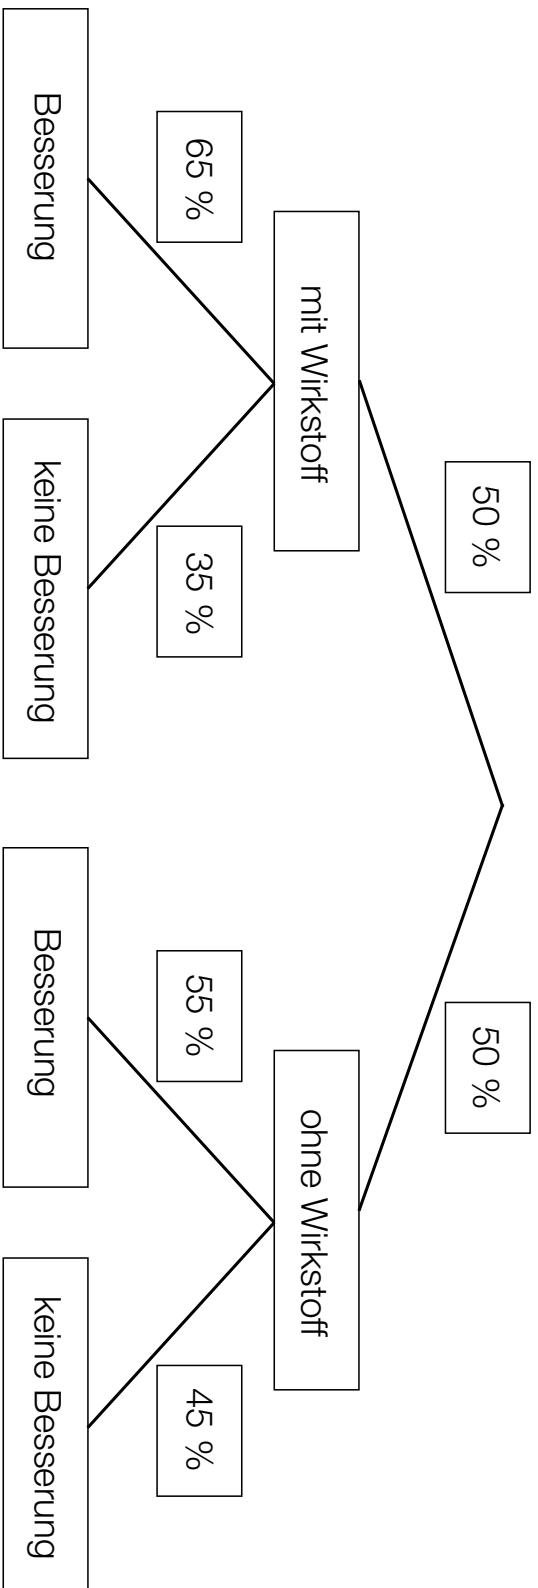 50 %
50 %
mit Wirkstoff
ohne Wirkstoff
65 %
35 %
55 %
45 %
Besserung
keine Besserung
Besserung
keine Besserung